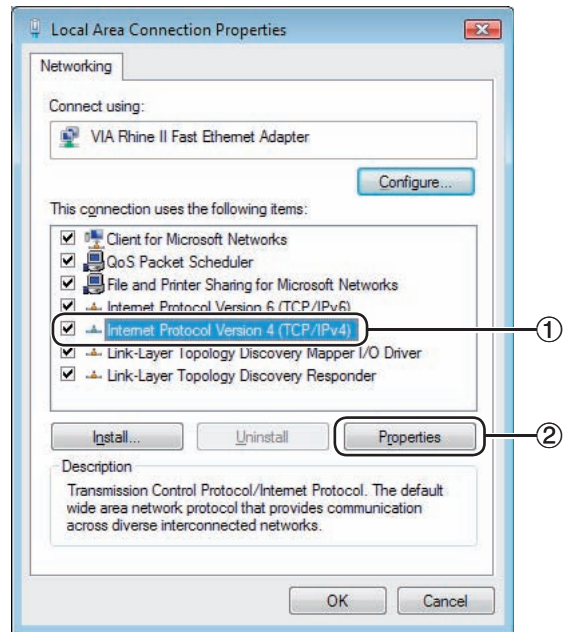 Local Area Connection Properties
Networking
Connect using:
VIA Rhine II Fast Ethernet Adapter
Configure...
This connection uses the following items:
Client for Microsoft Networks
QoS Packet Scheduler
File and Printer Sharing for Microsoft Networks
Internet Protocol Version 6 (TCP/IPv6)
Internet Protocol Version 4 (TCP/IPv4)
①
Link-Layer Topology Discovery Mapper I/O Driver
Link-Layer Topology Discovery Responder
Install...
Uninstall
Properties
②
Description
Transmission Control Protocol/Internet Protocol. The default
wide area network protocol that provides communication
across diverse interconnected networks.
OK
Cancel